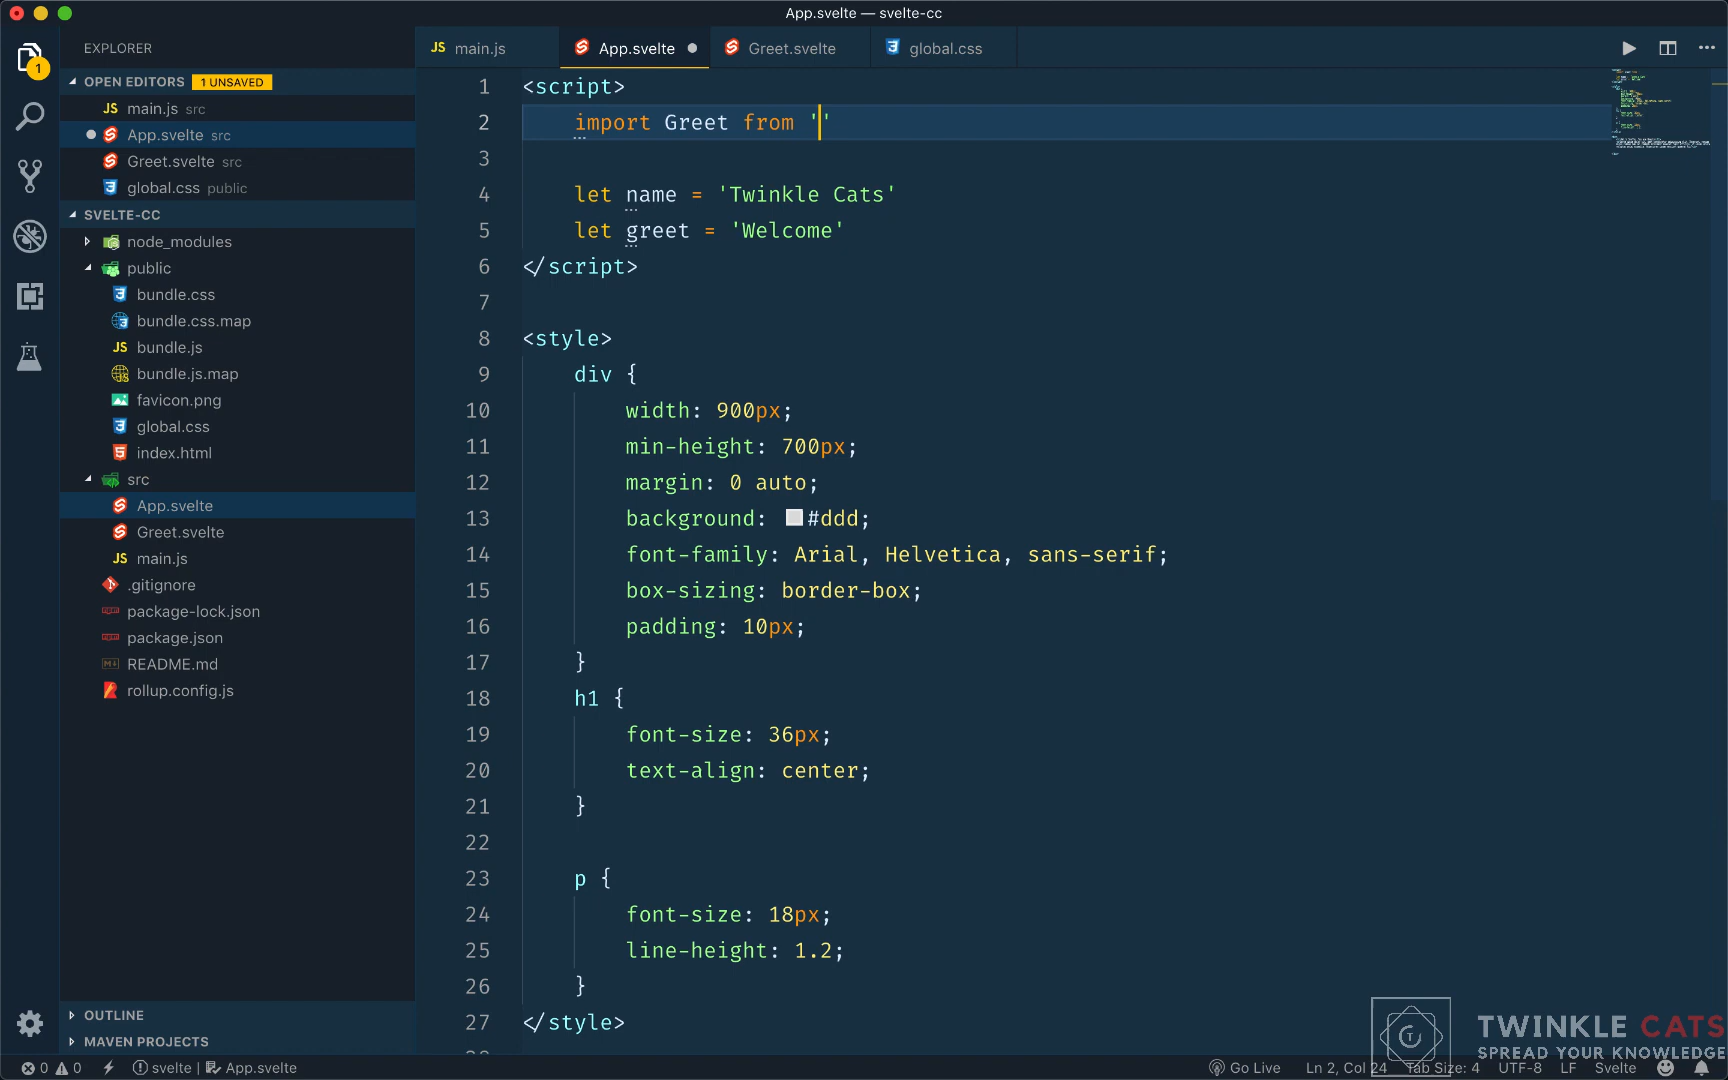 App.svelte — svelte-cc
EXPLORER
OPEN EDITORS 1 UNSAVED
JS main.js src
App.svelte src
Greet.svelte src
global.css public
SVELTE-CC
node_modules
public
bundle.css
bundle.css.map
JS bundle.js
bundle.js.map
favicon.png
global.css
index.html
src
App.svelte
Greet.svelte
JS main.js
.gitignore
package-lock.json
package.json
README.md
rollup.config.js
OUTLINE
MAVEN PROJECTS
1
JS main.js
App.svelte
Greet.svelte
global.css
1 <script>
2 import Greet from ''
3
4 let name = 'Twinkle Cats'
5 let greet = 'Welcome'
6 </script>
7
8 <style>
9 div {
10 width: 900px;
11 min-height: 700px;
12 margin: 0 auto;
13 background: #ddd;
14 font-family: Arial, Helvetica, sans-serif;
15 box-sizing: border-box;
16 padding: 10px;
17 }
18 h1 {
19 font-size: 36px;
20 text-align: center;
21 }
22
23 p {
24 font-size: 18px;
25 line-height: 1.2;
26 }
27 </style>
TWINKLE CATS
SPREAD YOUR KNOWLEDGE
0 0 svelte | App.svelte
Go Live Ln 2, Col 24 Tab Size: 4 UTF-8 LF Svelte